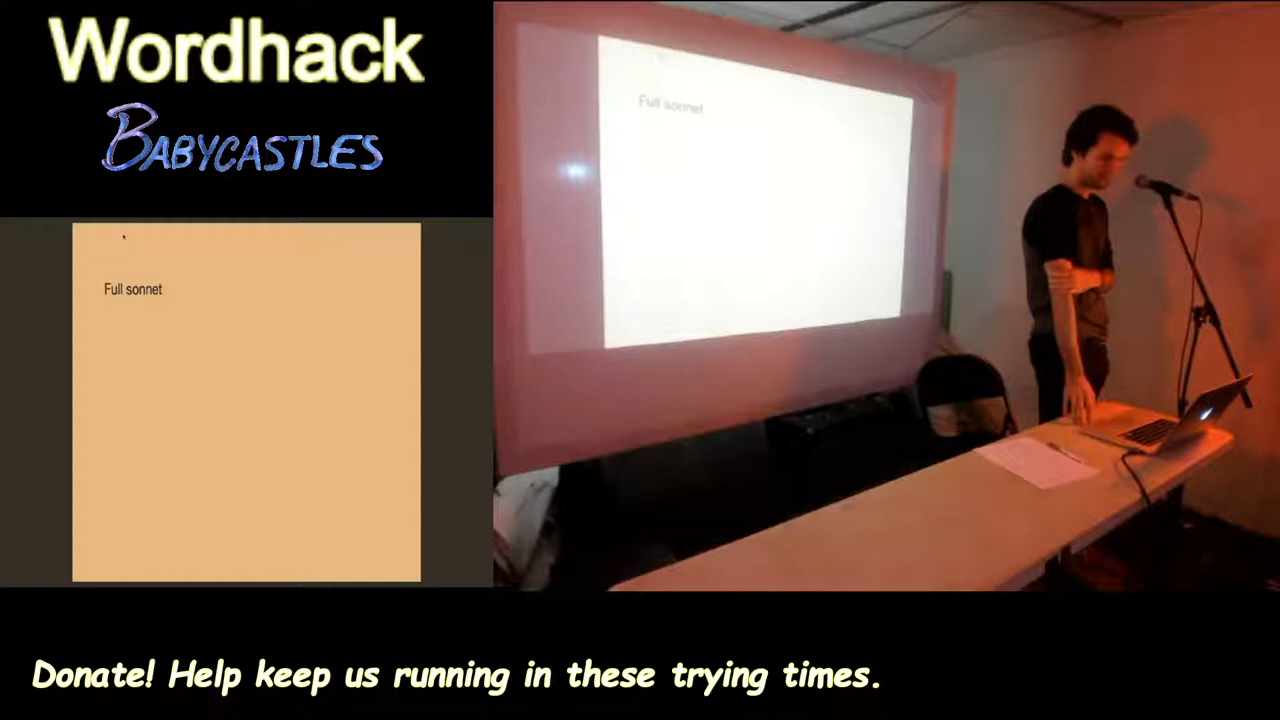 Wordhack
BABYCASTLES
Full sonnet
Full sonnet
Donate! Help keep us running in these trying times.